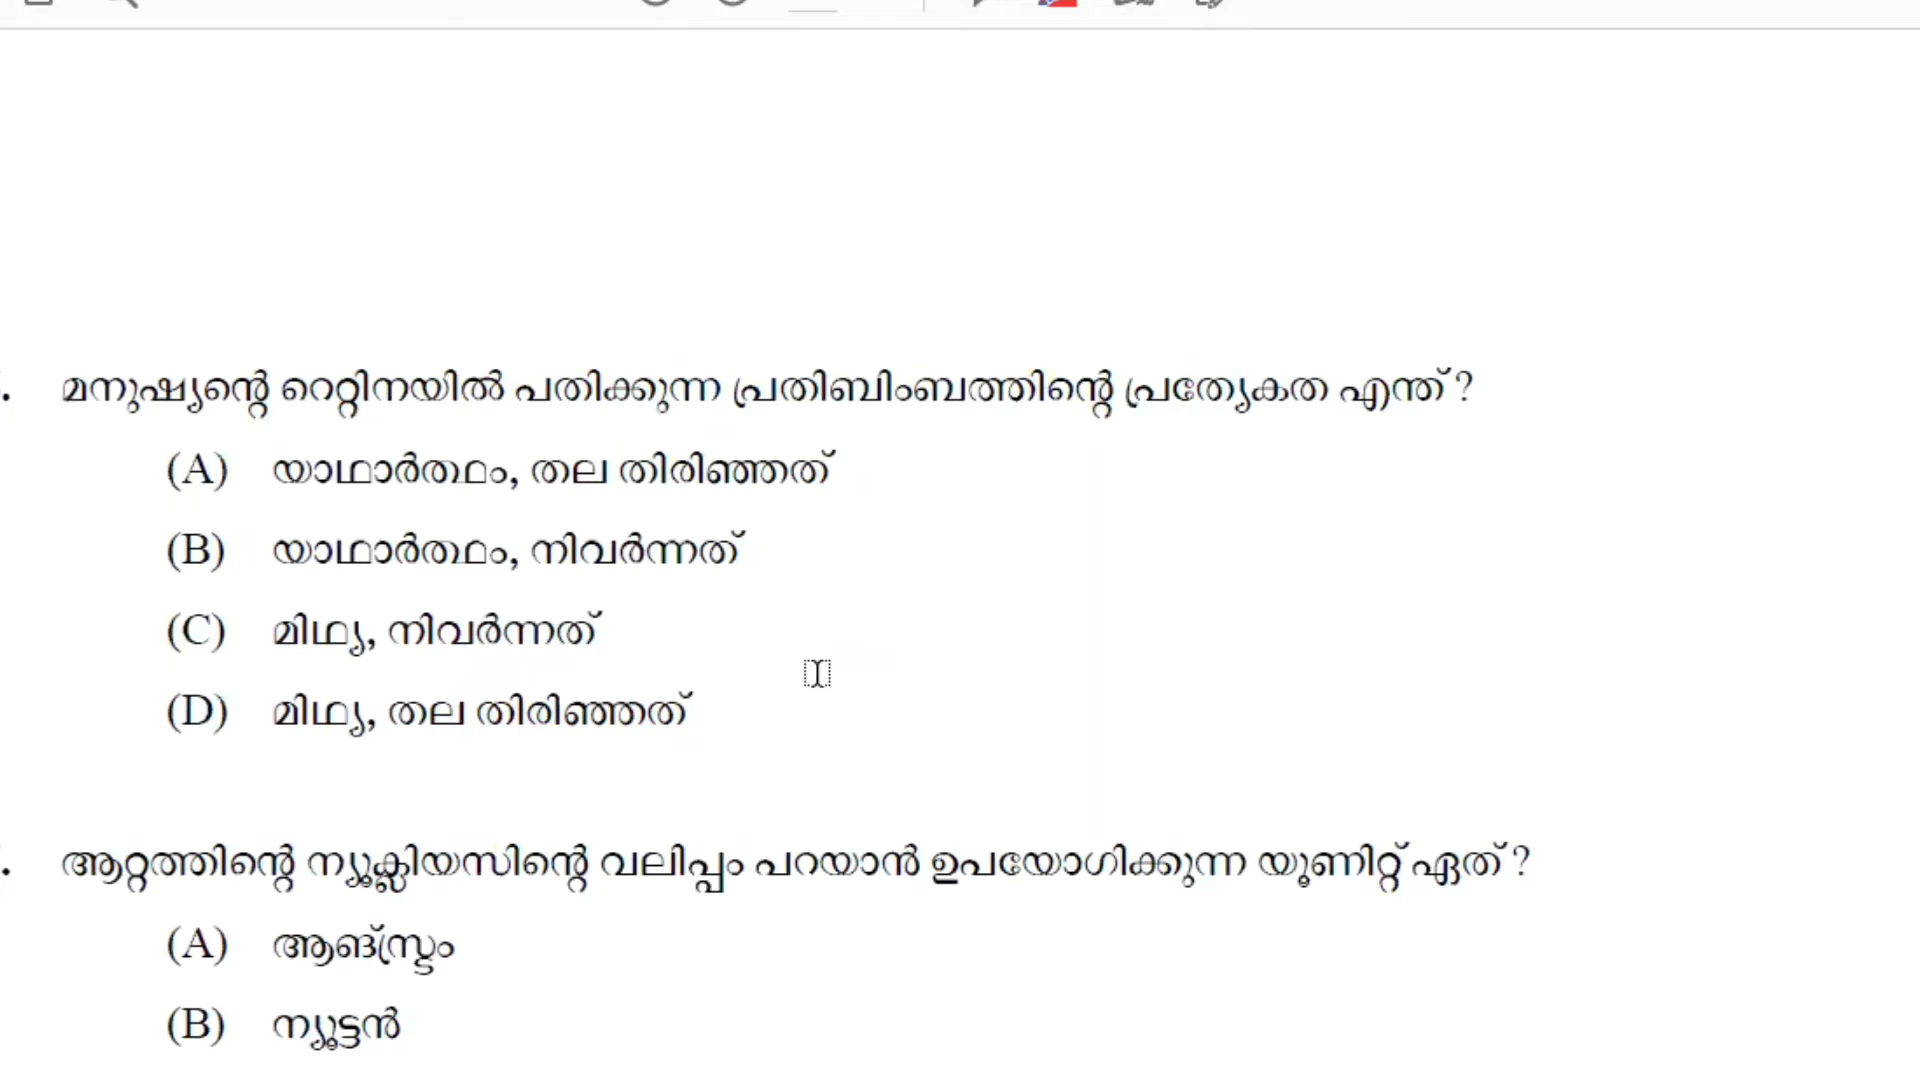 . മനുഷ്യന്റെ റെറ്റിനയിൽ പതിക്കുന്ന പ്രതിബിംബത്തിന്റെ പ്രത്യേകത എന്ത് ?
(A) യാഥാർത്ഥം, തല തിരിഞ്ഞത്
(B) യാഥാർത്ഥം, നിവർന്നത്
(C) മിഥ്യ, നിവർന്നത്
(D) മിഥ്യ, തല തിരിഞ്ഞത്
. ആറ്റത്തിന്റെ ന്യൂക്ലിയസിന്റെ വലിപ്പം പറയാൻ ഉപയോഗിക്കുന്ന യൂണിറ്റ് ഏത് ?
(A) ആങ്സ്ട്രം
(B) ന്യൂട്ടൻ